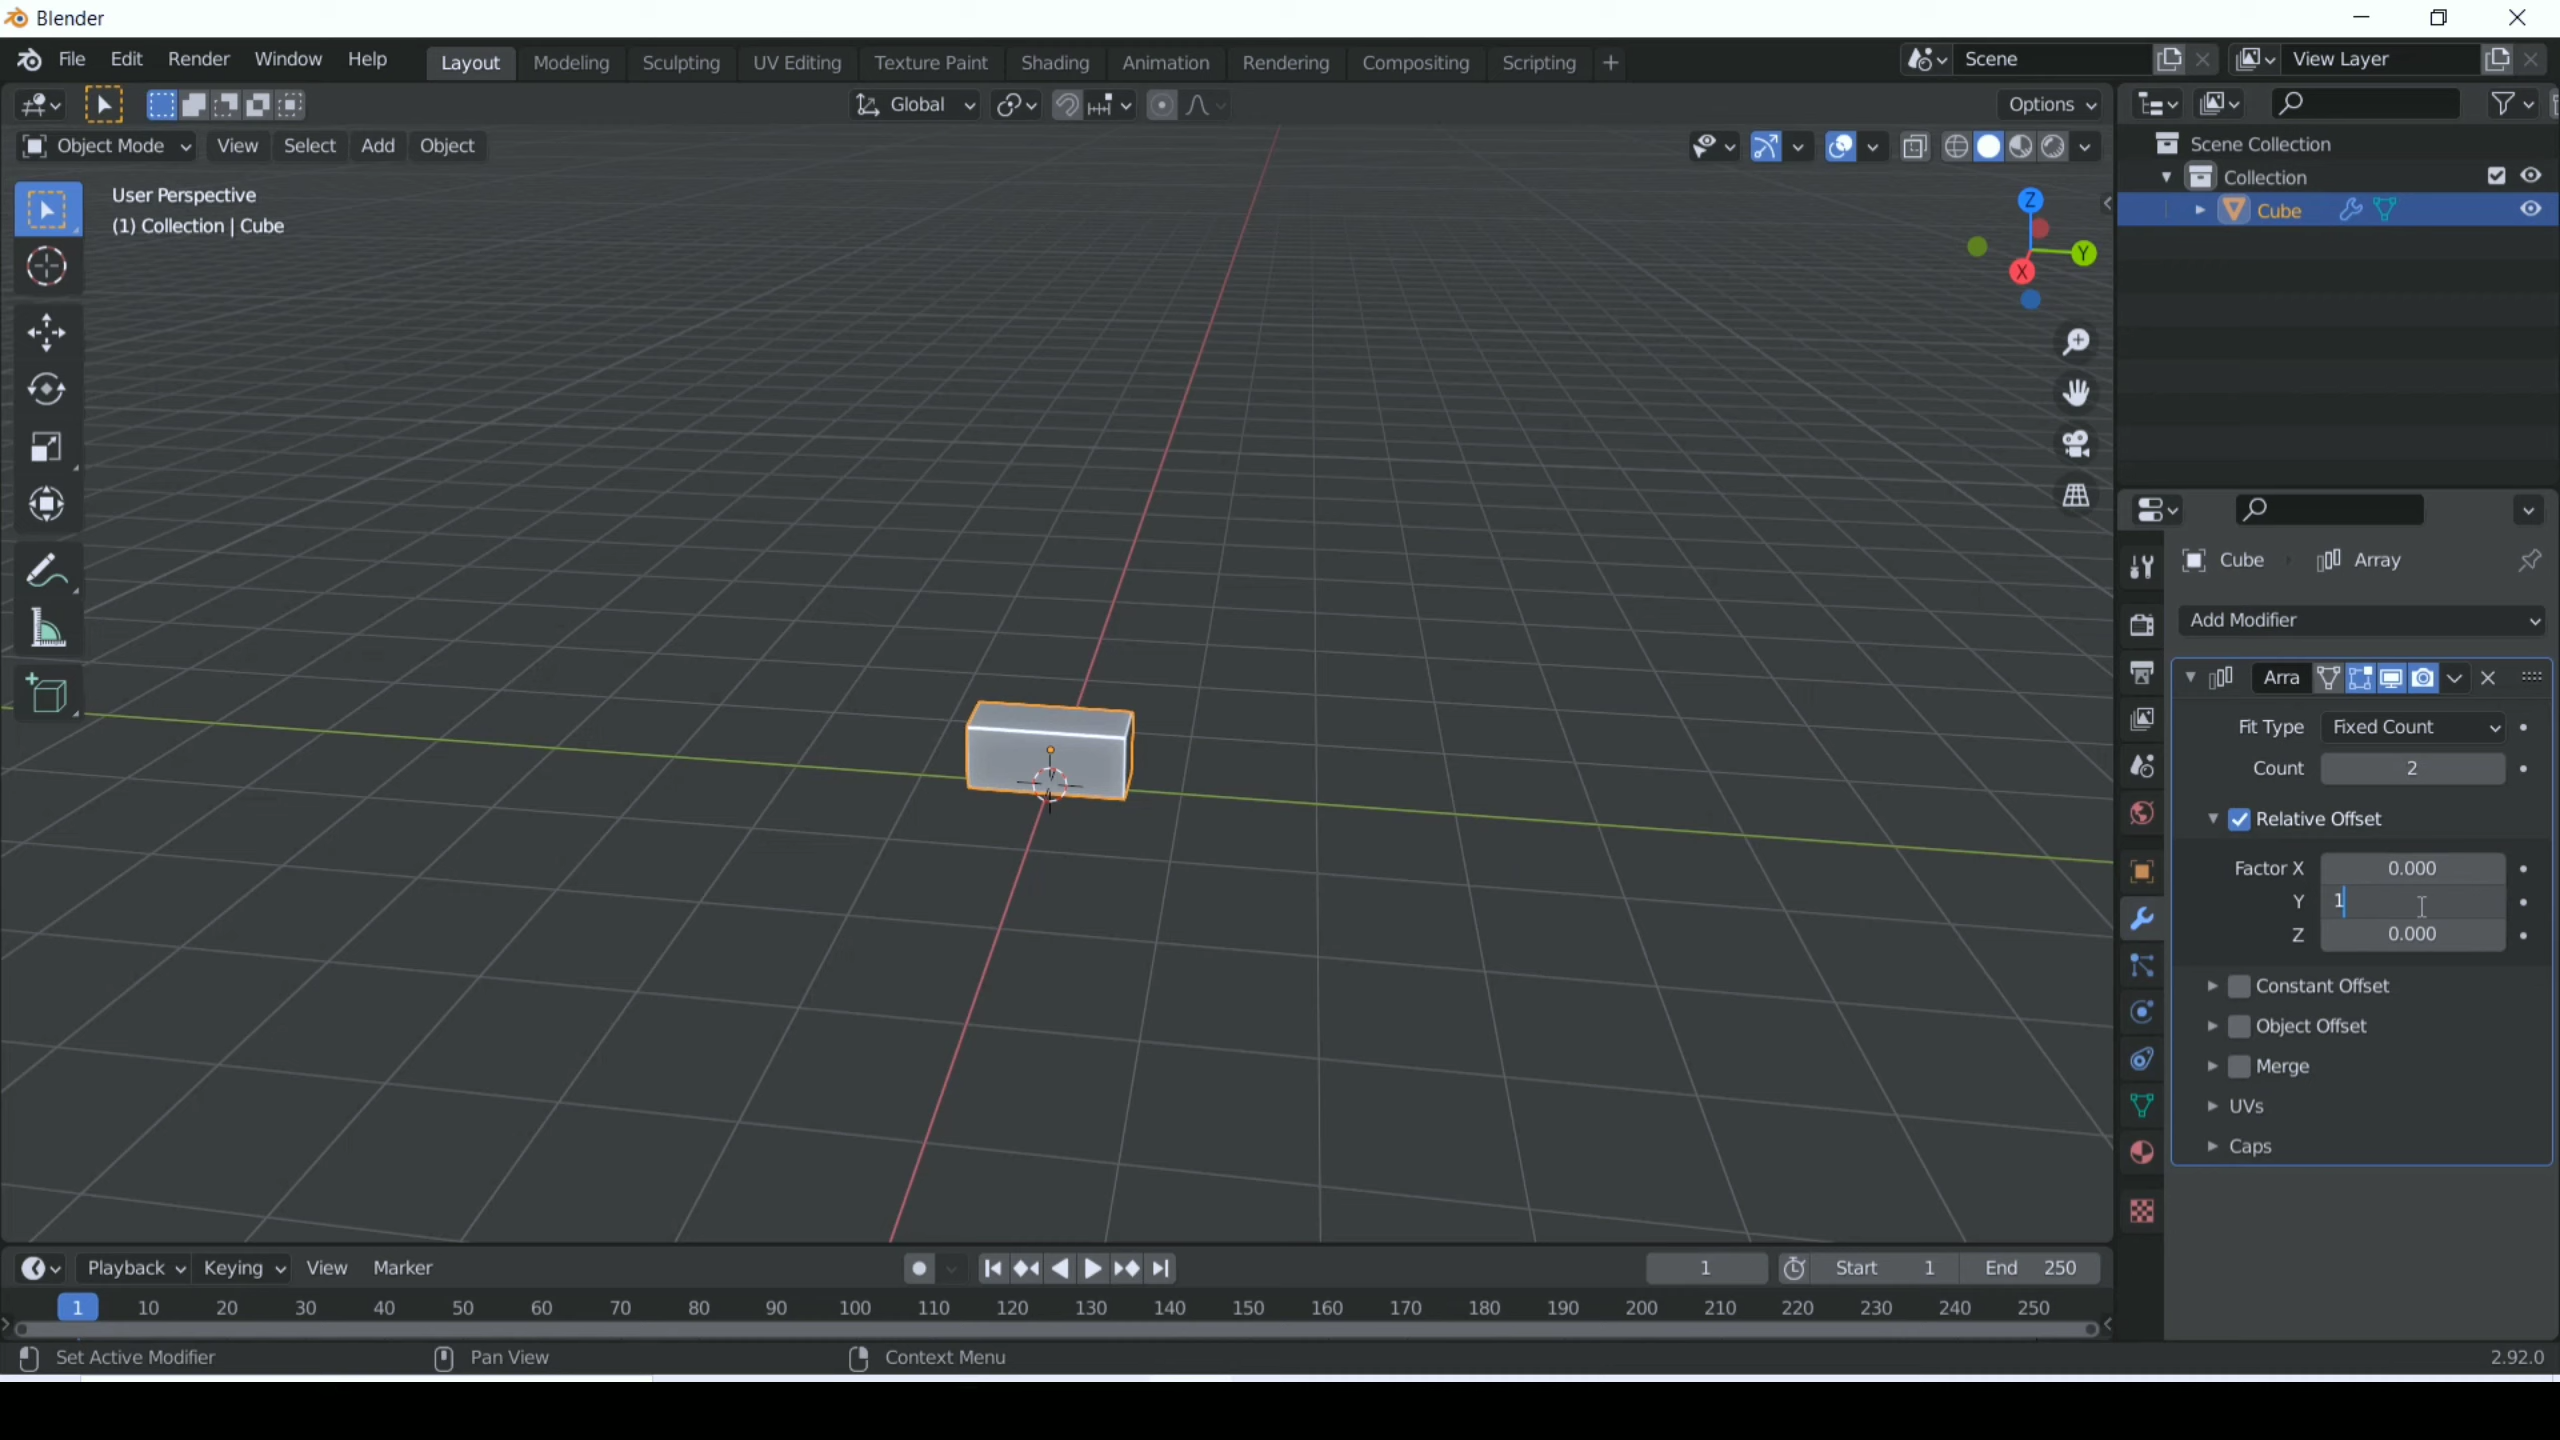 Blender
File Edit Render Window Help Layout Modeling Sculpting UV Editing Texture Paint Shading Animation Rendering Compositing Scripting + Scene View Layer
Global Options
Object Mode View Select Add Object
User Perspective
(1) Collection | Cube
Z
Y
X
Scene Collection
Collection
Cube
Cube Array
Add Modifier
Arra
Fit Type Fixed Count
Count 2
Relative Offset
Factor X 0.000
Y 1
Z 0.000
Constant Offset
Object Offset
Merge
UVs
Caps
Playback Keying View Marker 1 Start 1 End 250
1 10 20 30 40 50 60 70 80 90 100 110 120 130 140 150 160 170 180 190 200 210 220 230 240 250
Set Active Modifier Pan View Context Menu 2.92.0